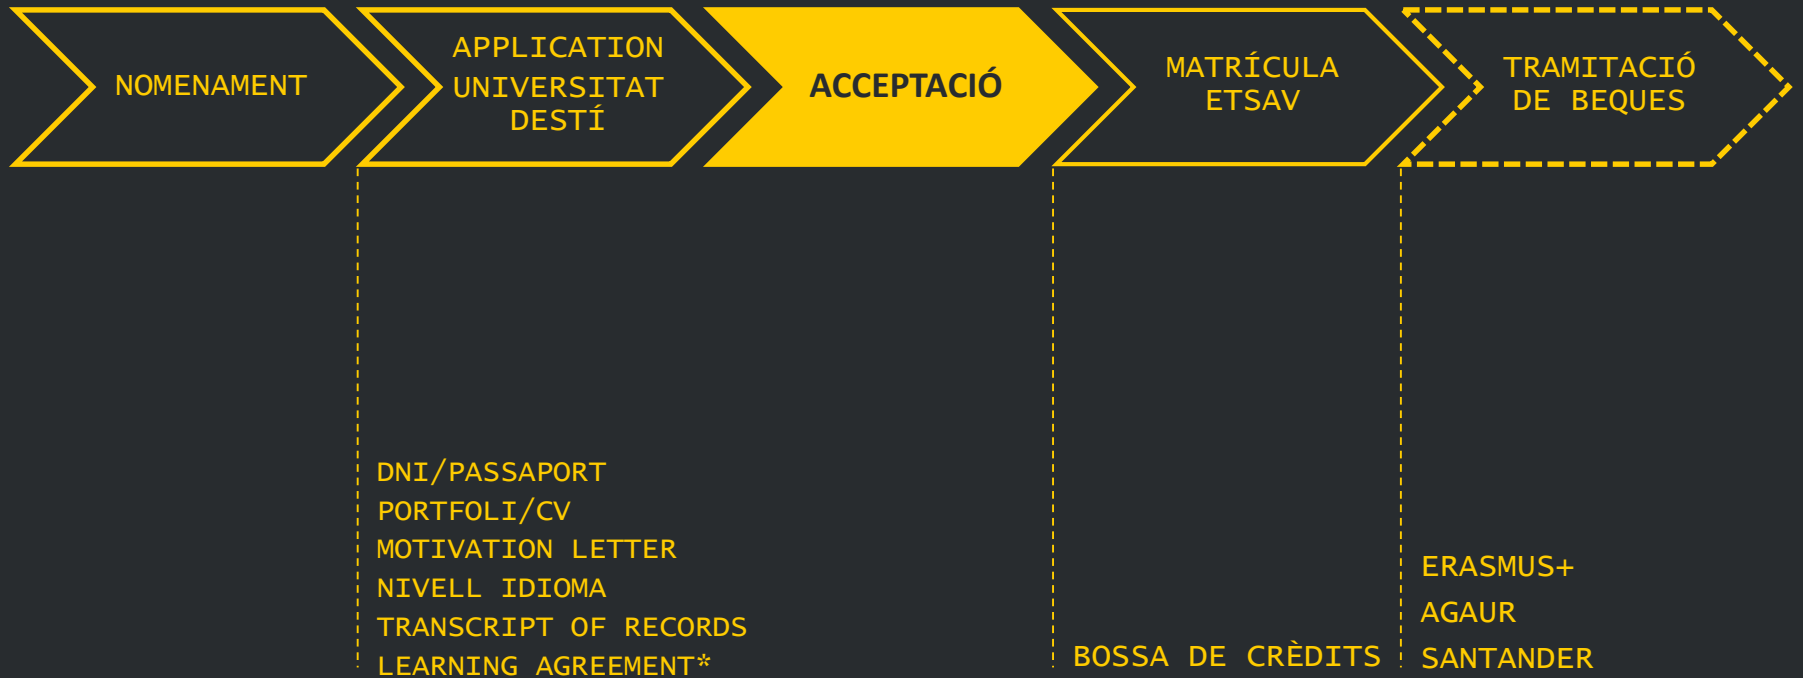 NOMENAMENT
APPLICATION
UNIVERSITAT
DESTÍ
ACCEPTACIÓ
MATRÍCULA
ETSAV
TRAMITACIÓ
DE BEQUES
DNI/PASSAPORT
PORTFOLI/CV
MOTIVATION LETTER
NIVELL IDIOMA
TRANSCRIPT OF RECORDS
LEARNING AGREEMENT*
BOSSA DE CRÈDITS
ERASMUS+
AGAUR
SANTANDER